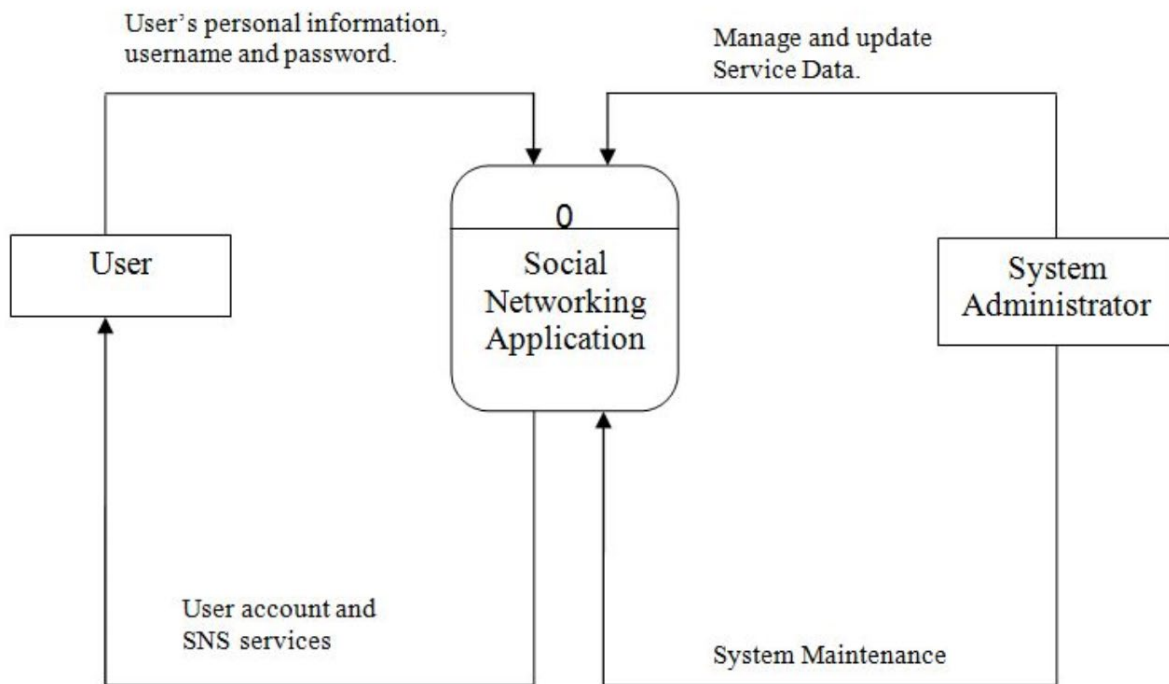 User's personal information,
username and password.
Manage and update
Service Data.
0
Social
Networking
Application
User
System
Administrator
User account and
SNS services
System Maintenance